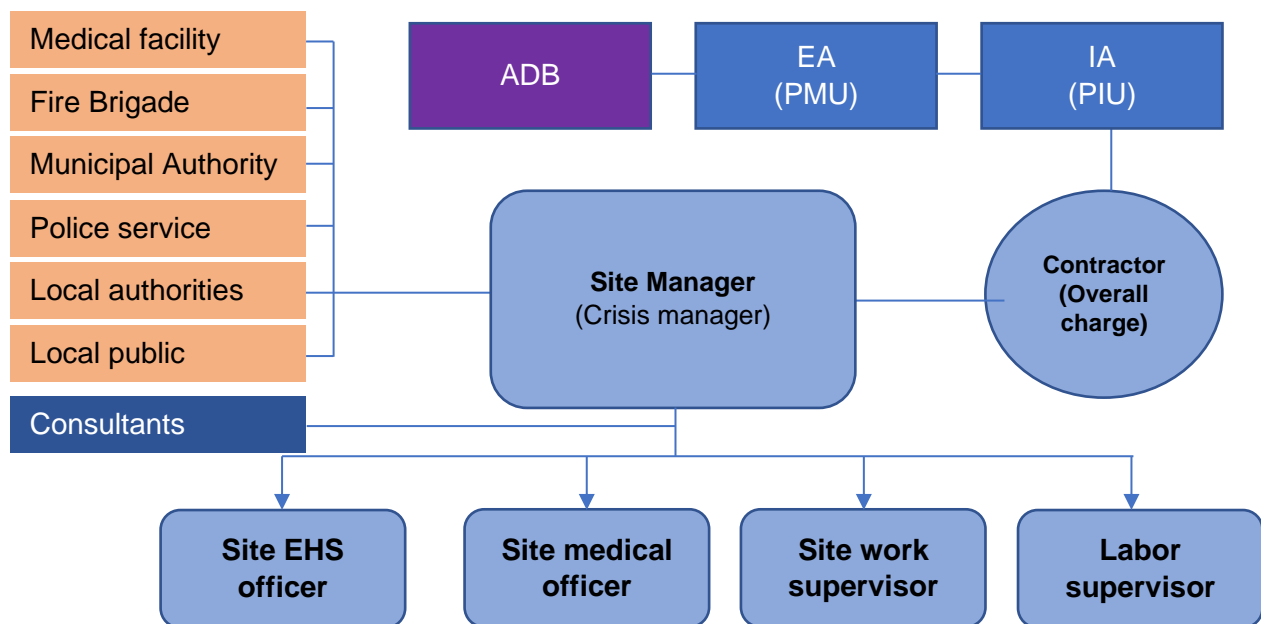 Medical facility
Fire Brigade
Municipal Authority
Police service
Local authorities
Local public
Consultants
ADB
EA
(PMU)
IA
(PIU)
Site Manager
(Crisis manager)
Contractor
(Overall
charge)
Site EHS
officer
Site medical
officer
Site work
supervisor
Labor
supervisor